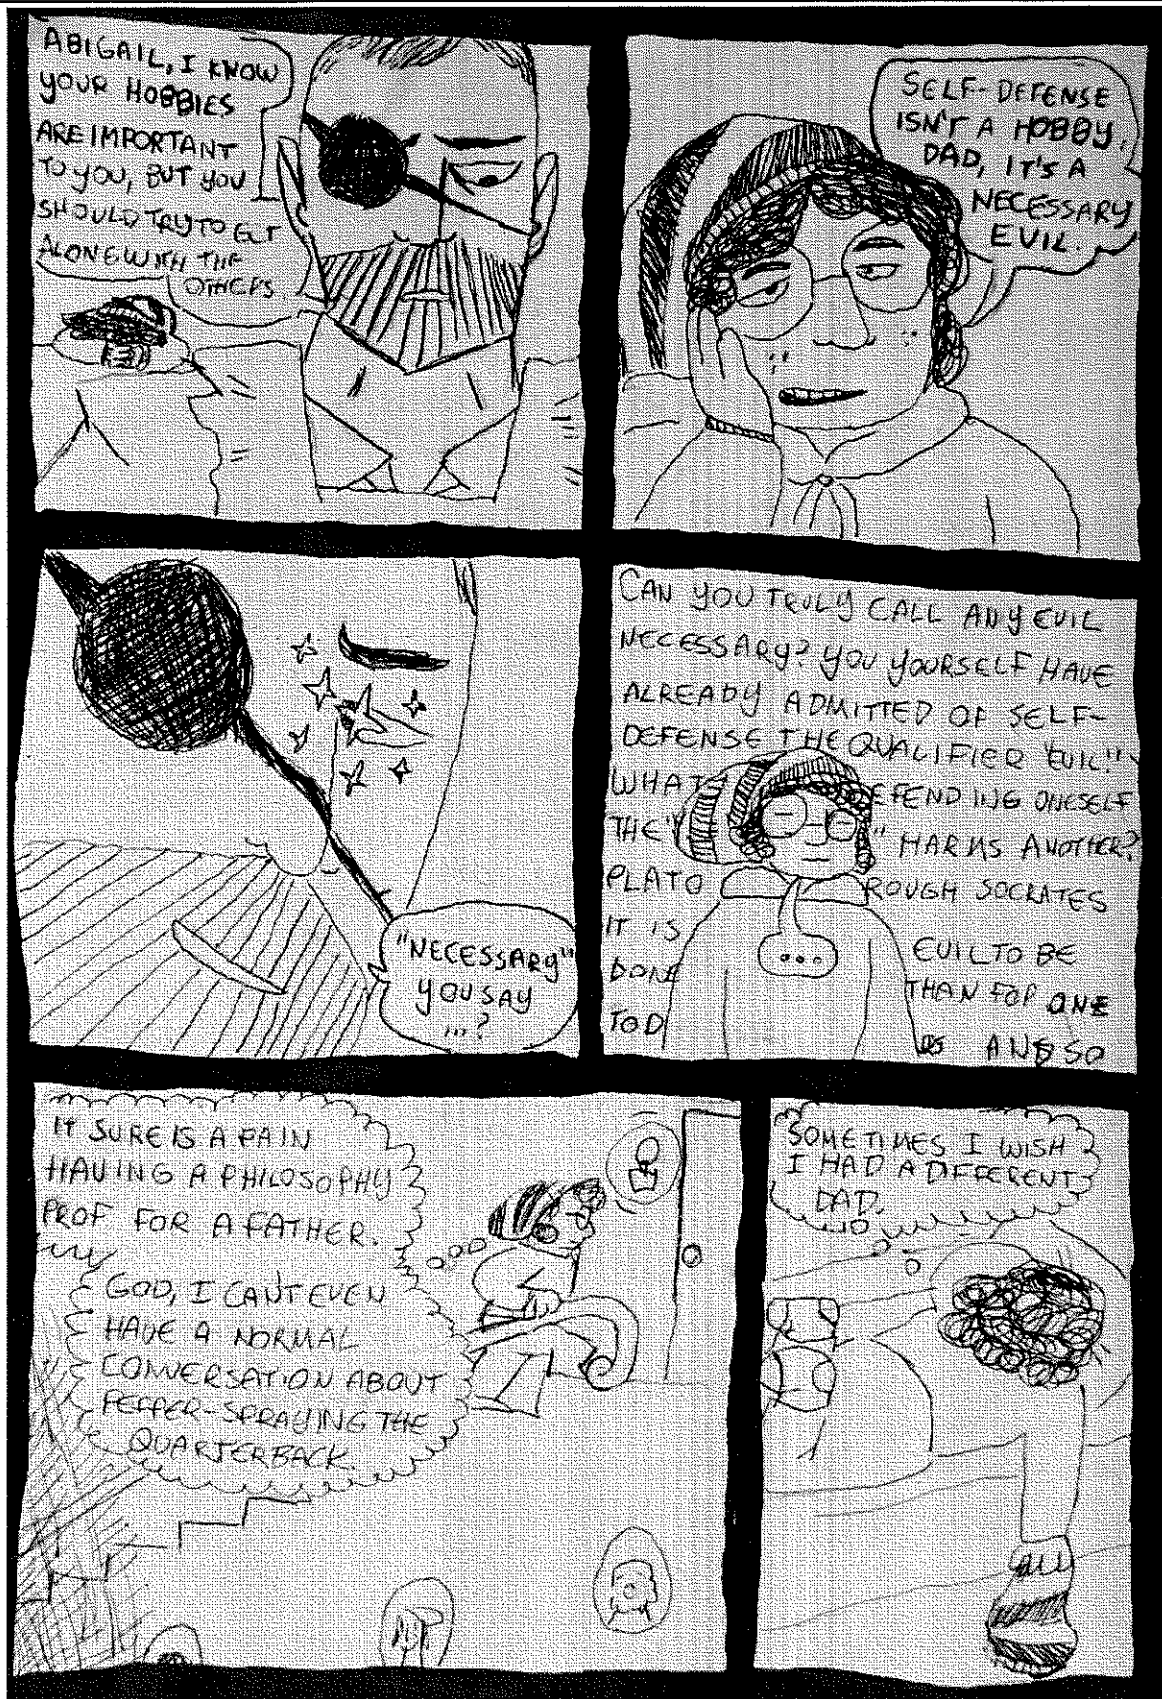 ABIGAIL, I KNOW
YOUR HOBBIES
ARE IMPORTANT
TO YOU, BUT YOU
SHOULD TRY TO GET
ALONG WITH THE
OTHERS.
SELF-DEFENSE
ISN'T A HOBBY,
DAD, IT'S A
NECESSARY
EVIL.
"NECESSARY"
YOU SAY
...?
CAN YOU TRULY CALL ANY EVIL
NECESSARY? YOU YOURSELF HAVE
ALREADY ADMITTED OF SELF-
DEFENSE THE QUALIFIER "EVIL."
WHAT EFENDING ONESELF
THE " HARMS ANOTHER?
PLATO ROUGH SOCRATES
IT IS EVIL TO BE
DONE THAN FOR ONE
TO D AND SO
...
IT SURE IS A PAIN
HAVING A PHILOSOPHY
PROF FOR A FATHER.
GOD, I CAN'T EVEN
HAVE A NORMAL
CONVERSATION ABOUT
PEPPER-SPRAYING THE
QUARTERBACK.
SOMETIMES I WISH
I HAD A DIFFERENT
DAD.